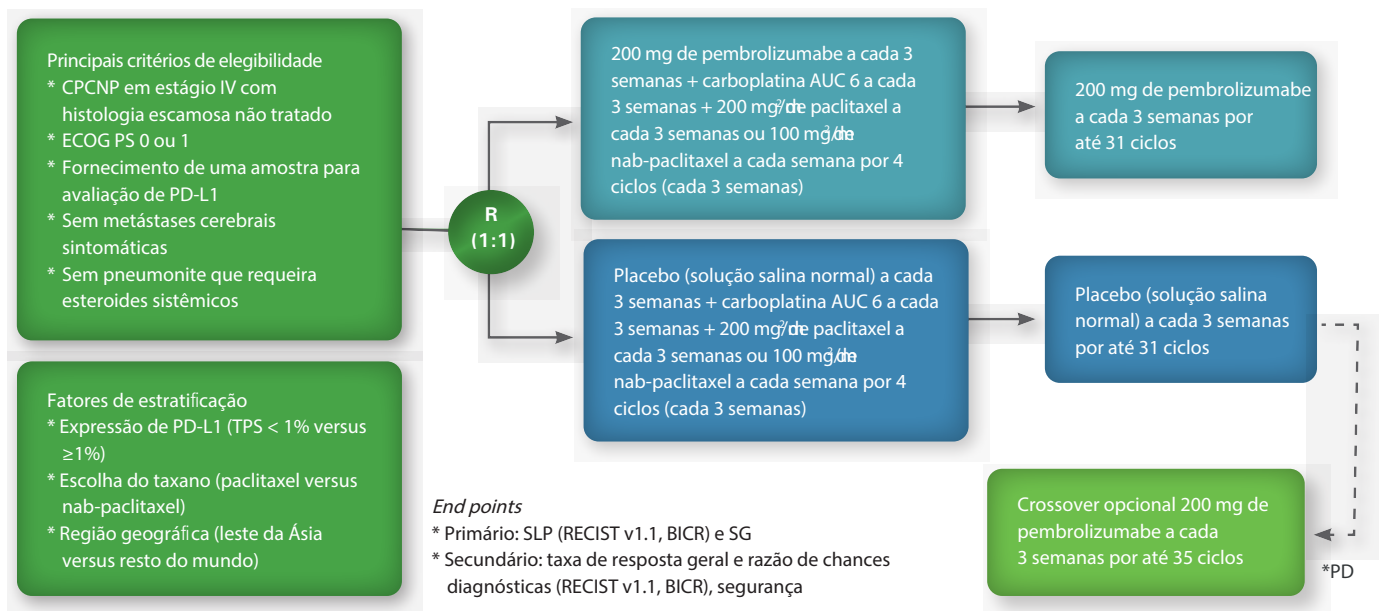 Principais critérios de elegibilidade
* CPCNP em estágio IV com
histologia escamosa não tratado
* ECOG PS 0 ou 1
* Fornecimento de uma amostra para
avaliação de PD-L1
* Sem metástases cerebrais
sintomáticas
* Sem pneumonite que requeira
esteroides sistêmicos
Fatores de estratificação
* Expressão de PD-L1 (TPS < 1% versus
≥1%)
* Escolha do taxano (paclitaxel versus
nab-paclitaxel)
* Região geográfica (leste da Ásia
versus resto do mundo)
R
(1:1)
200 mg de pembrolizumabe a cada 3
semanas + carboplatina AUC 6 a cada
3 semanas + 200 mg/m² de paclitaxel a
cada 3 semanas ou 100 mg/m² de
nab-paclitaxel a cada semana por 4
ciclos (cada 3 semanas)
200 mg de pembrolizumabe
a cada 3 semanas por
até 31 ciclos
Placebo (solução salina normal) a cada
3 semanas + carboplatina AUC 6 a cada
3 semanas + 200 mg/m² de paclitaxel a
cada 3 semanas ou 100 mg/m² de
nab-paclitaxel a cada semana por 4
ciclos (cada 3 semanas)
Placebo (solução salina
normal) a cada 3 semanas
por até 31 ciclos
Crossover opcional 200 mg de
pembrolizumabe a cada
3 semanas por até 35 ciclos
*PD
End points
* Primário: SLP (RECIST v1.1, BICR) e SG
* Secundário: taxa de resposta geral e razão de chances
diagnósticas (RECIST v1.1, BICR), segurança